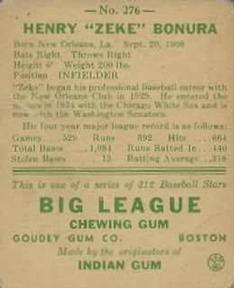 — No. 276 —
HENRY "ZEKE" BONURA
Born New Orleans, La. Sept. 20, 1908
Bats Right Throws Right
Height 6' Weight 200 lbs.
Position INFIELDER
"Zeke" began his professional baseball career with
the New Orleans Club in 1929. He entered the
in 1934 with the Chicago White Sox and is
now with the Washington Senators.
His four year major league record is as follows:
Games 529 Runs 392 Hits 664
Total Bases 1,084 Runs Batted In 440
Stolen Bases 13 Batting Average .318
This is one of a series of 312 Baseball Stars
BIG LEAGUE
CHEWING GUM
GOUDEY GUM CO. BOSTON
Made by the originators of
INDIAN GUM